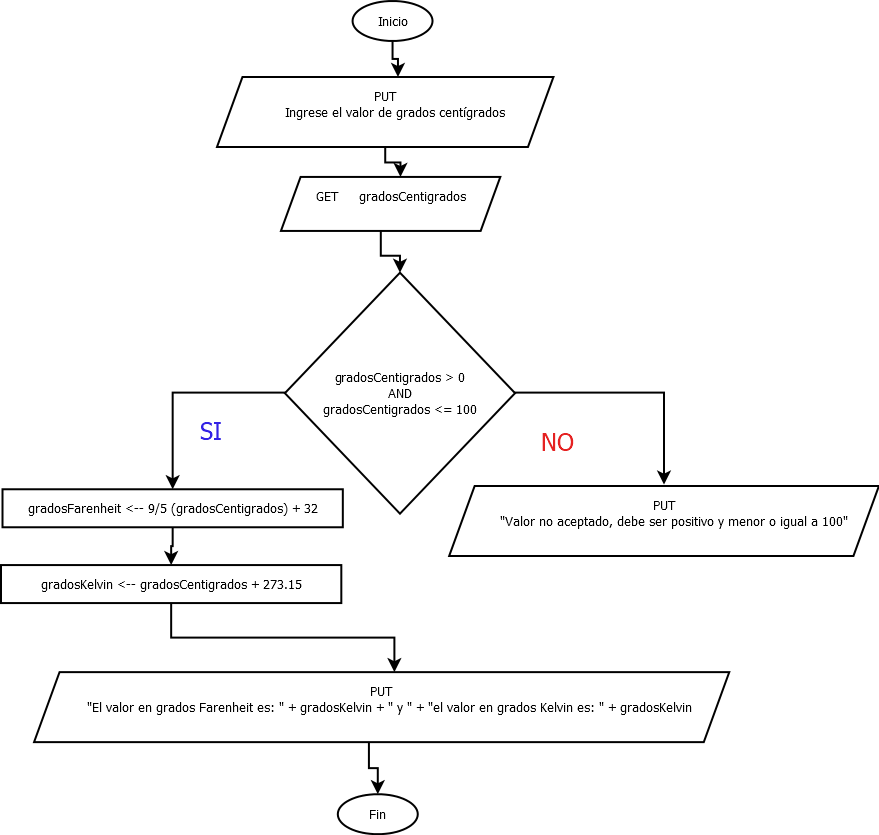 Inicio
PUT
Ingrese el valor de grados centígrados
GET gradosCentigrados
gradosCentigrados > 0
AND
gradosCentigrados <= 100
SI
NO
gradosFarenheit <-- 9/5 (gradosCentigrados) + 32
PUT
"Valor no aceptado, debe ser positivo y menor o igual a 100"
gradosKelvin <-- gradosCentigrados + 273.15
PUT
"El valor en grados Farenheit es: " + gradosKelvin + " y " + "el valor en grados Kelvin es: " + gradosKelvin
Fin